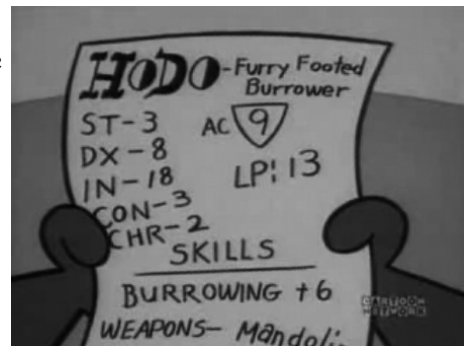 HODO - Furry Footed
Burrower
ST - 3
AC 9
DX - 8
LP: 13
IN - 18
CON - 3
CHR - 2
SKILLS
BURROWING +6
WEAPONS -
CARTOON
NETWORK